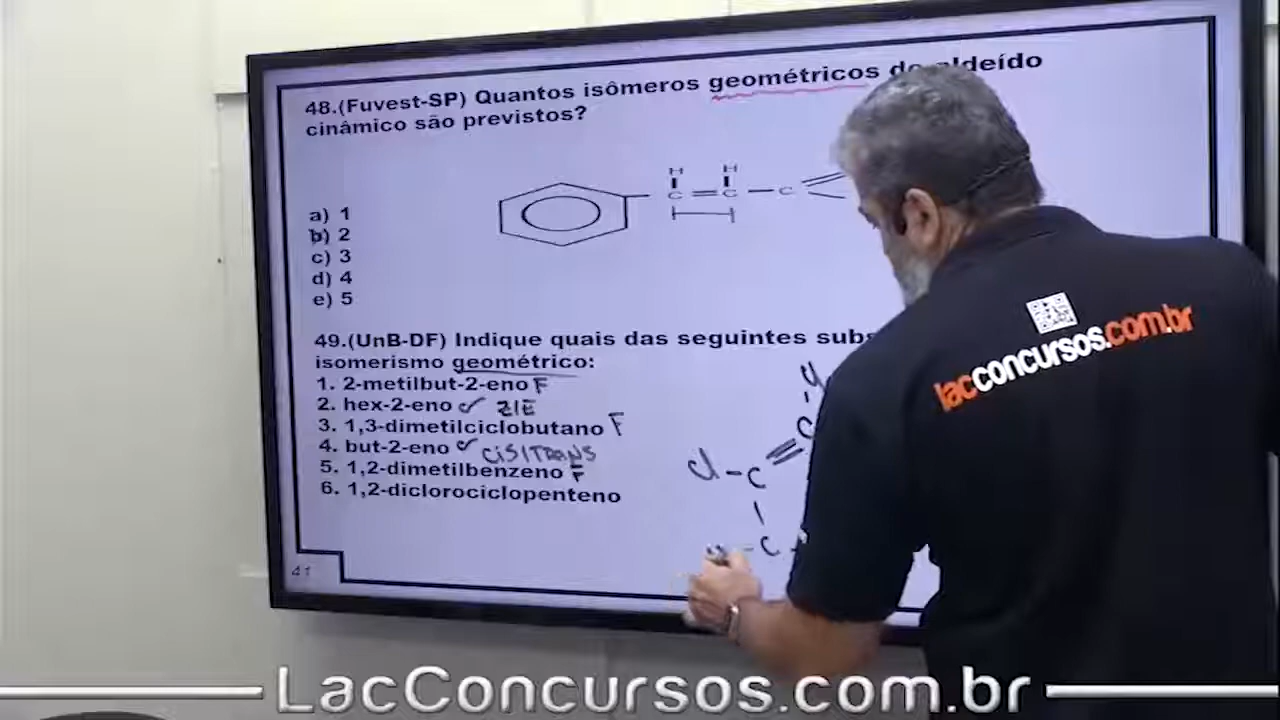 48.(Fuvest-SP) Quantos isômeros geométricos do aldeído
cinâmico são previstos?
H H
C C C
a) 1
b) 2
c) 3
d) 4
e) 5
49.(UnB-DF) Indique quais das seguintes subs
isomerismo geométrico:
1. 2-metilbut-2-eno F
2. hex-2-eno ✓ Z/E
3. 1,3-dimetilciclobutano F
4. but-2-eno ✓ CIS/TRANS
5. 1,2-dimetilbenzeno F
6. 1,2-diclorociclopenteno
Cl
C
Cl-C
C
41
lacconcursos.com.br
LacConcursos.com.br